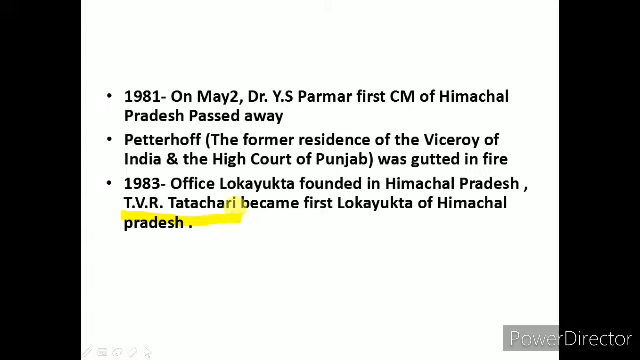 • 1981- On May2, Dr. Y.S Parmar first CM of Himachal
Pradesh Passed away
• Petterhoff (The former residence of the Viceroy of
India & the High Court of Punjab) was gutted in fire
• 1983- Office Lokayukta founded in Himachal Pradesh ,
T.V.R. Tatachari became first Lokayukta of Himachal
pradesh .
PowerDirector